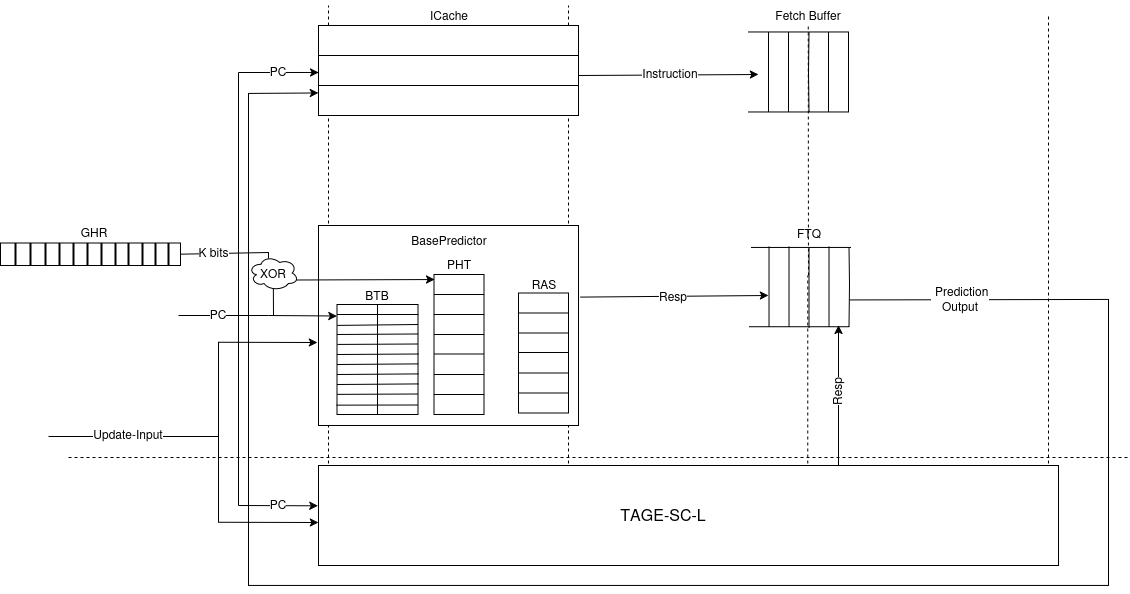 ICache
Fetch Buffer
PC
Instruction
GHR
K bits
XOR
BasePredictor
PHT
FTQ
BTB
RAS
Resp
Prediction
Output
PC
Resp
Update-Input
PC
TAGE-SC-L